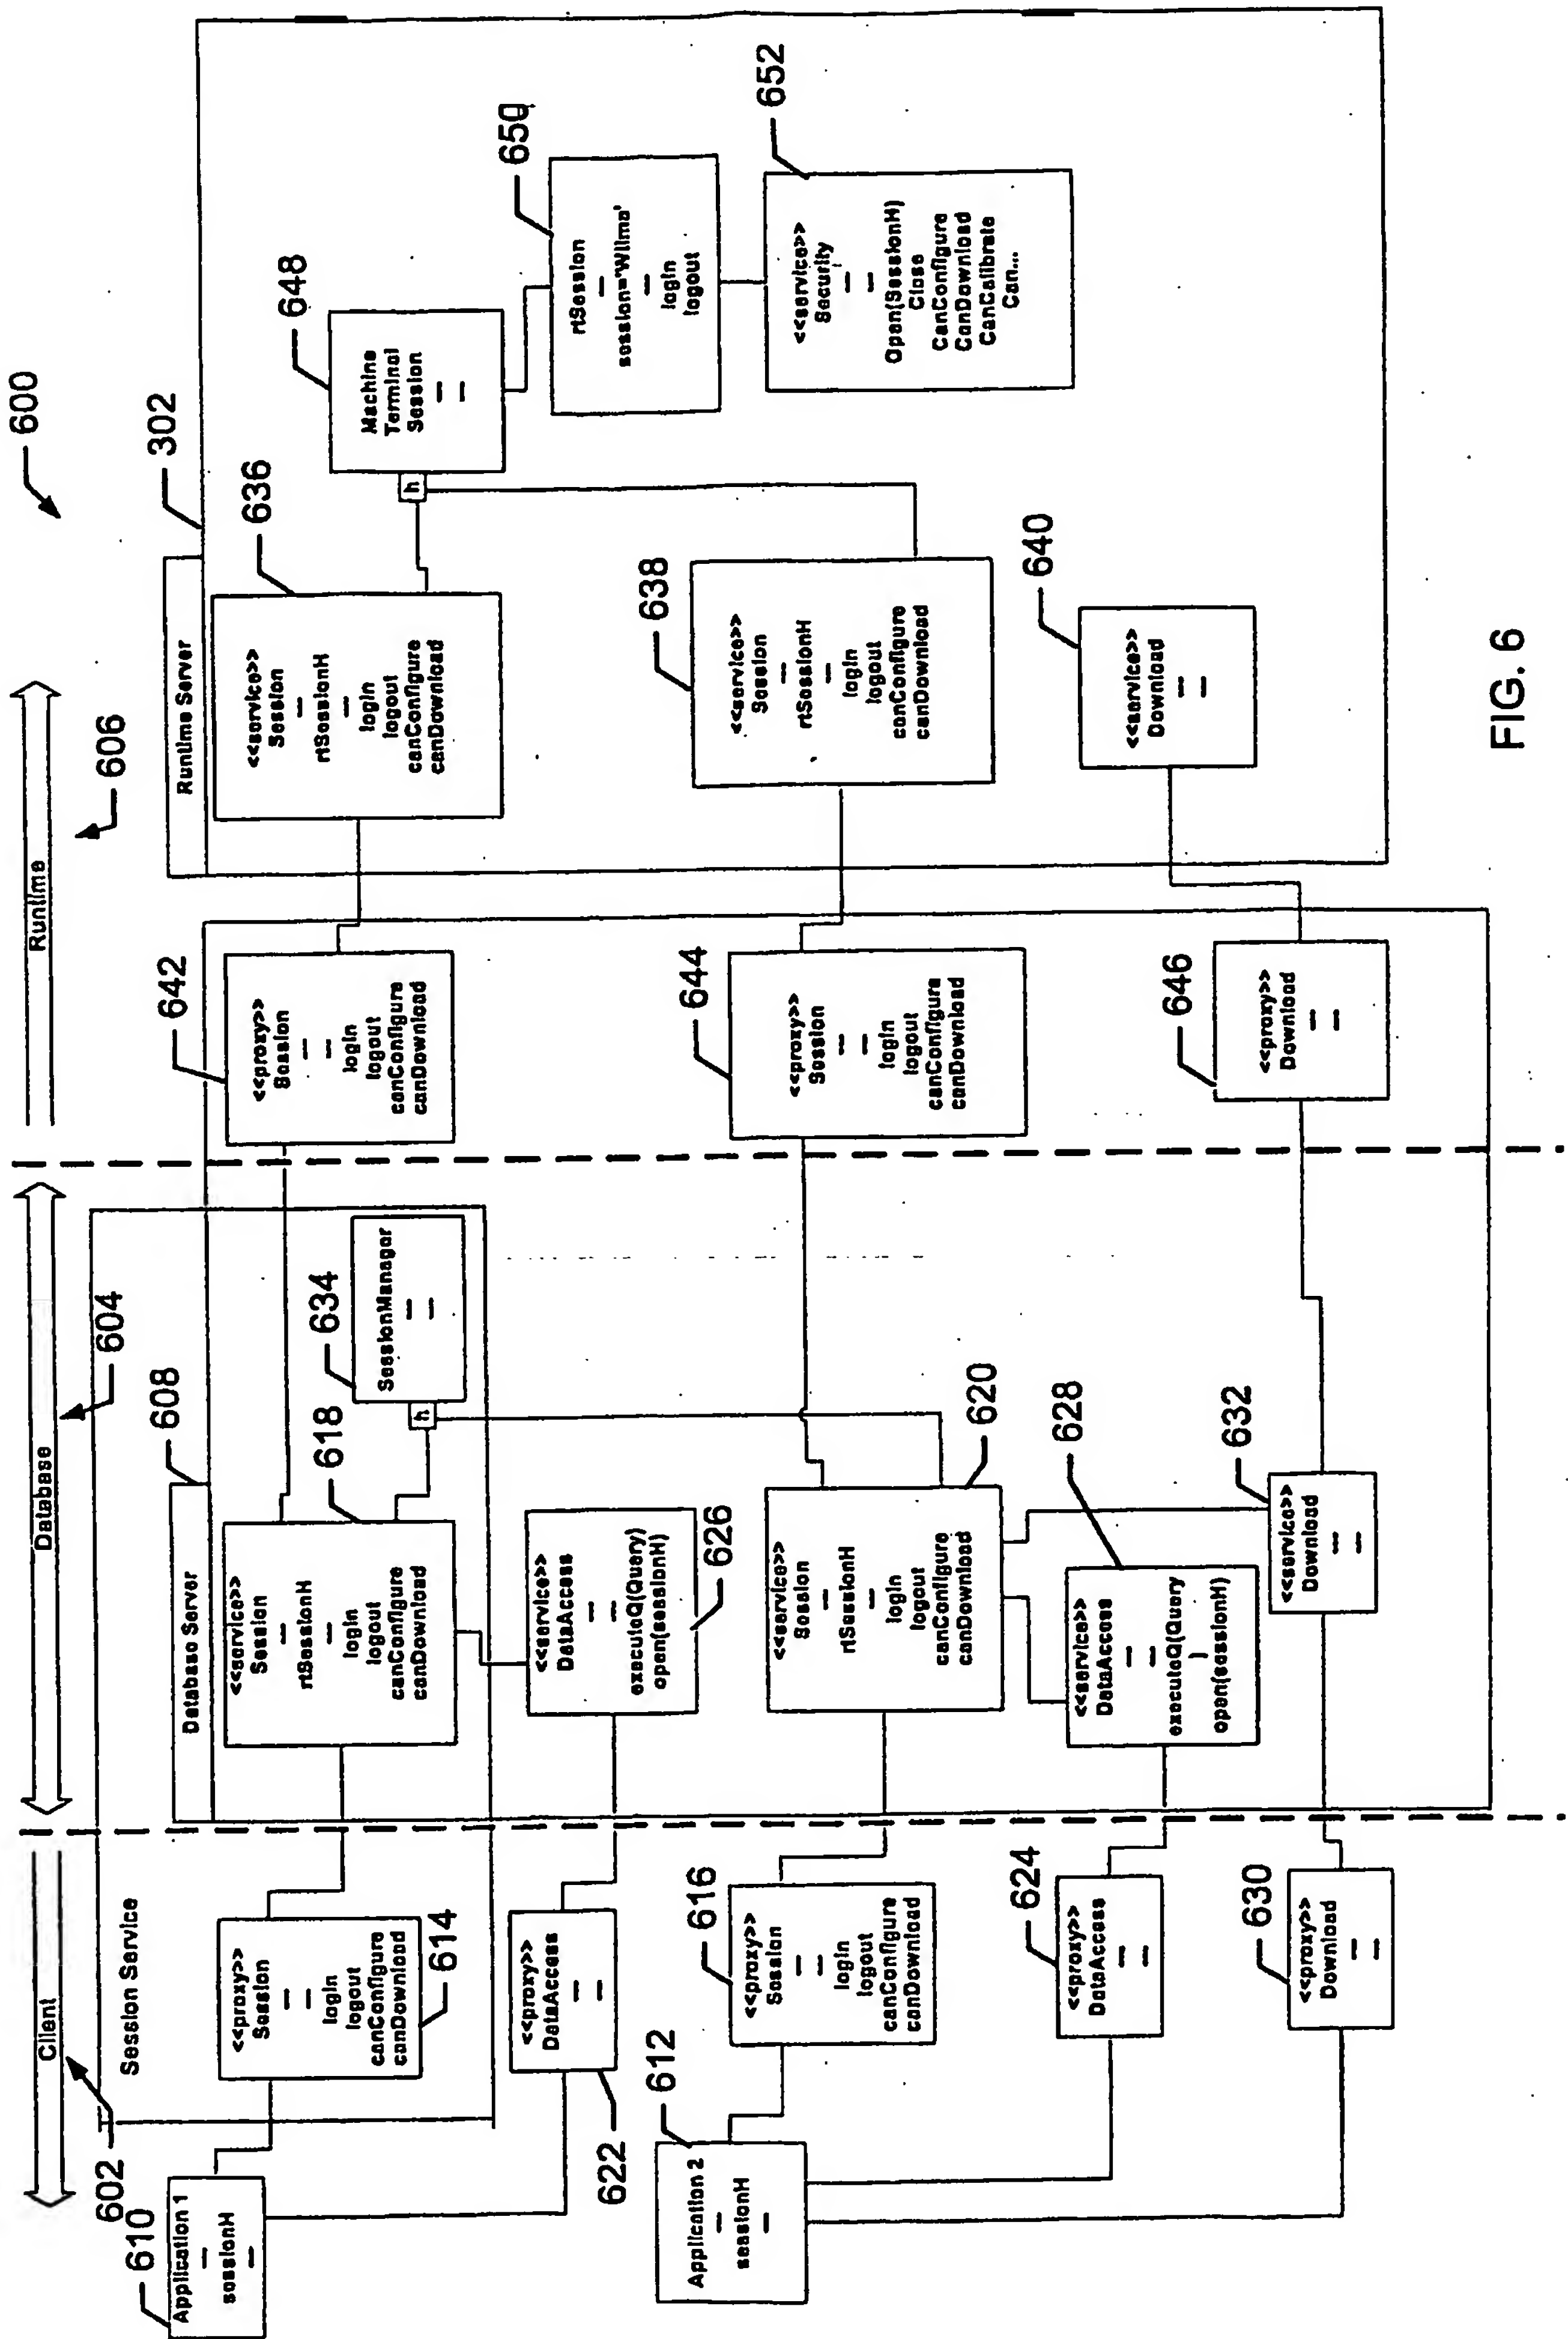 600
Client
Database
Runtime
602
604
606
Session Service
608
Database Server
302
Runtime Server
610
Application 1
—
sessionH
—
<<proxy>>
Session
—
—
login
logout
canConfigure
canDownload
614
<<service>>
Session
—
rtSessionH
—
login
logout
canConfigure
canDownload
618
634
SessionManager
—
—
h
642
<<proxy>>
Session
—
—
login
logout
canConfigure
canDownload
636
<<service>>
Session
—
rtSessionH
—
login
logout
canConfigure
canDownload
h
648
Machine
Terminal
Session
—
—
650
rtSession
—
session='Wilma'
—
login
logout
652
<<service>>
Security
—
—
Open(SessionH)
Close
CanConfigure
CanDownload
CanCalibrate
Can...
<<proxy>>
DataAccess
—
—
622
<<service>>
DataAccess
—
—
executeQ(Query)
open(sessionH)
626
612
Application 2
—
sessionH
—
616
<<proxy>>
Session
—
—
login
logout
canConfigure
canDownload
620
<<service>>
Session
—
rtSessionH
—
login
logout
canConfigure
canDownload
644
<<proxy>>
Session
—
—
login
logout
canConfigure
canDownload
638
<<service>>
Session
—
rtSessionH
—
login
logout
canConfigure
canDownload
624
<<proxy>>
DataAccess
—
—
628
<<service>>
DataAccess
—
—
executeQ(Query
)
open(sessionH)
630
<<proxy>>
Download
—
—
632
<<service>>
Download
—
—
646
<<proxy>>
Download
—
—
640
<<service>>
Download
—
—
FIG. 6